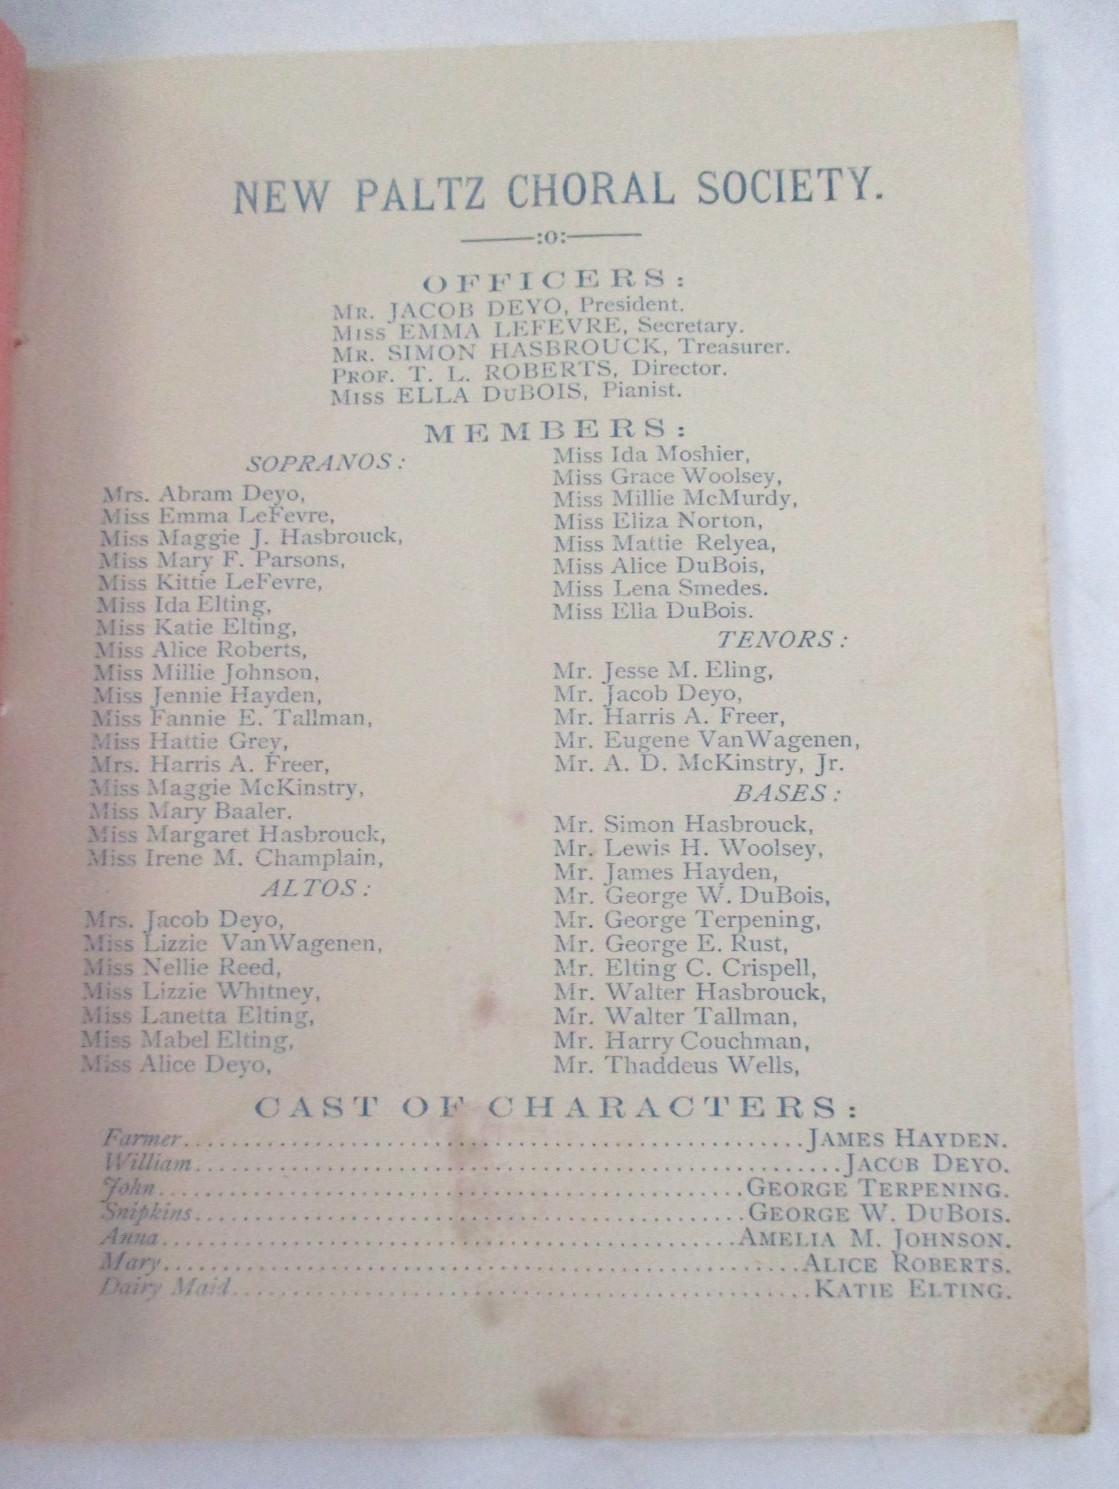 NEW PALTZ CHORAL SOCIETY.
:o:
OFFICERS:
MR. JACOB DEYO, President.
MISS EMMA LEFEVRE, Secretary.
MR. SIMON HASBROUCK, Treasurer.
PROF. T. L. ROBERTS, Director.
MISS ELLA DUBOIS, Pianist.
MEMBERS:
SOPRANOS:
Mrs. Abram Deyo,
Miss Emma LeFevre,
Miss Maggie J. Hasbrouck,
Miss Mary F. Parsons,
Miss Kittie LeFevre,
Miss Ida Elting,
Miss Katie Elting,
Miss Alice Roberts,
Miss Millie Johnson,
Miss Jennie Hayden,
Miss Fannie E. Tallman,
Miss Hattie Grey,
Mrs. Harris A. Freer,
Miss Maggie McKinstry,
Miss Mary Baaler.
Miss Margaret Hasbrouck,
Miss Irene M. Champlain,
ALTOS:
Mrs. Jacob Deyo,
Miss Lizzie VanWagenen,
Miss Nellie Reed,
Miss Lizzie Whitney,
Miss Lanetta Elting,
Miss Mabel Elting,
Miss Alice Deyo,
Miss Ida Moshier,
Miss Grace Woolsey,
Miss Millie McMurdy,
Miss Eliza Norton,
Miss Mattie Relyea,
Miss Alice DuBois,
Miss Lena Smedes.
Miss Ella DuBois.
TENORS:
Mr. Jesse M. Eling,
Mr. Jacob Deyo,
Mr. Harris A. Freer,
Mr. Eugene VanWagenen,
Mr. A. D. McKinstry, Jr.
BASES:
Mr. Simon Hasbrouck,
Mr. Lewis H. Woolsey,
Mr. James Hayden,
Mr. George W. DuBois,
Mr. George Terpening,
Mr. George E. Rust,
Mr. Elting C. Crispell,
Mr. Walter Hasbrouck,
Mr. Walter Tallman,
Mr. Harry Couchman,
Mr. Thaddeus Wells,
CAST OF CHARACTERS:
Farmer.....JAMES HAYDEN.
William.....JACOB DEYO.
John.....GEORGE TERPENING.
Snipkins.....GEORGE W. DUBOIS.
Anna.....AMELIA M. JOHNSON.
Mary.....ALICE ROBERTS.
Dairy Maid.....KATIE ELTING.